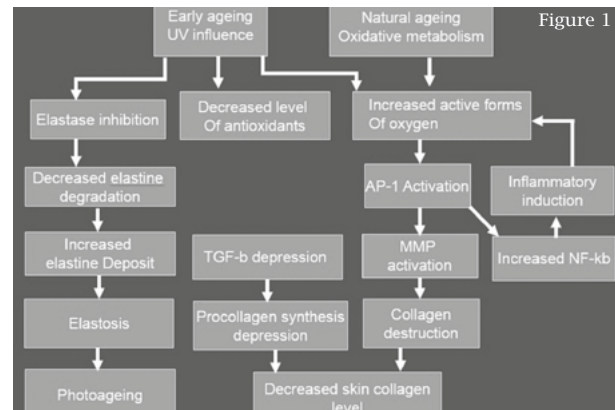 Figure 1
Early ageing
UV influence
Natural ageing
Oxidative metabolism
Elastase inhibition
Decreased level
Of antioxidants
Increased active forms
Of oxygen
Decreased elastine
degradation
AP-1 Activation
Inflammatory
induction
Increased
elastine Deposit
TGF-b depression
MMP
activation
Increased NF-kb
Elastosis
Procollagen synthesis
depression
Collagen
destruction
Photoageing
Decreased skin collagen
level